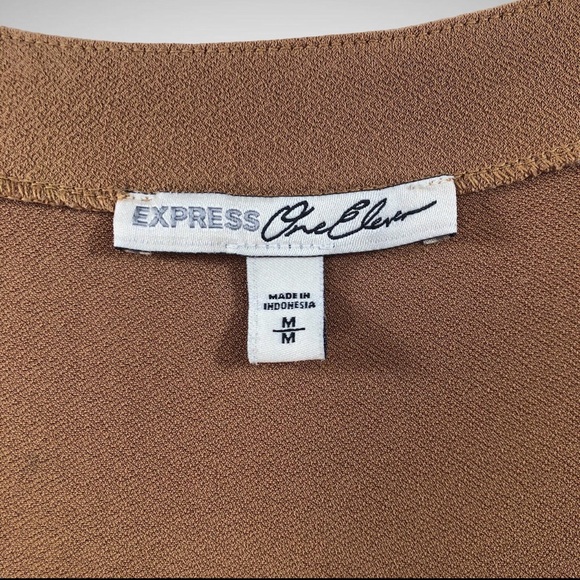 EXPRESS One Eleven
MADE IN
INDONESIA
M
M